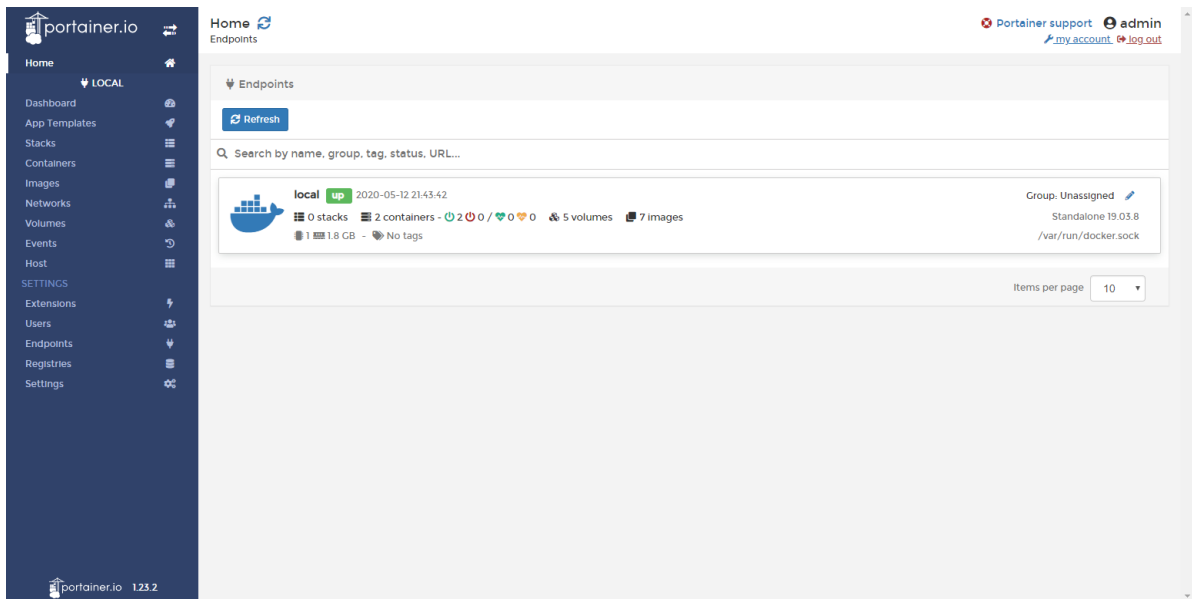 portainer.io
Home
LOCAL
Dashboard
App Templates
Stacks
Containers
Images
Networks
Volumes
Events
Host
SETTINGS
Extensions
Users
Endpoints
Registries
Settings
portainer.io 1.23.2
Home
Endpoints
Portainer support admin
my account log out
Endpoints
Refresh
Search by name, group, tag, status, URL...
local up 2020-05-12 21:43:42
Group: Unassigned
0 stacks 2 containers - 2 0 / 0 0 5 volumes 7 images
Standalone 19.03.8
1 1.8 GB - No tags
/var/run/docker.sock
Items per page 10